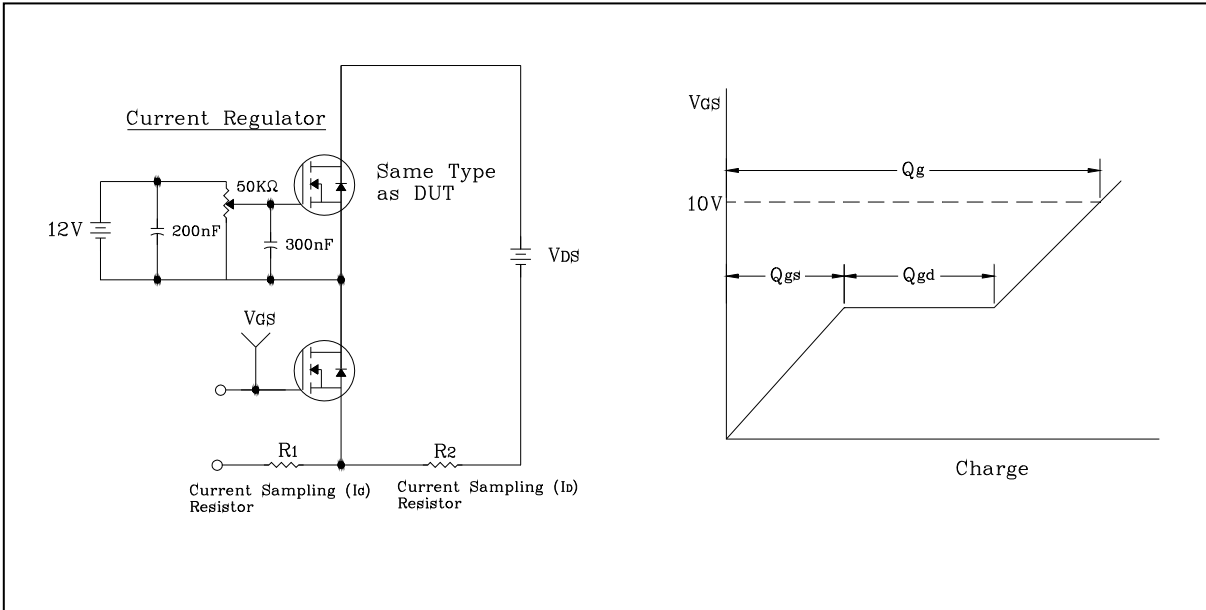 Current Regulator
Same Type
as DUT
50KΩ
12V
200nF
300nF
VDS
VGS
R1
R2
Current Sampling (IG)
Resistor
Current Sampling (ID)
Resistor
VGS
Qg
10V
Qgs
Qgd
Charge